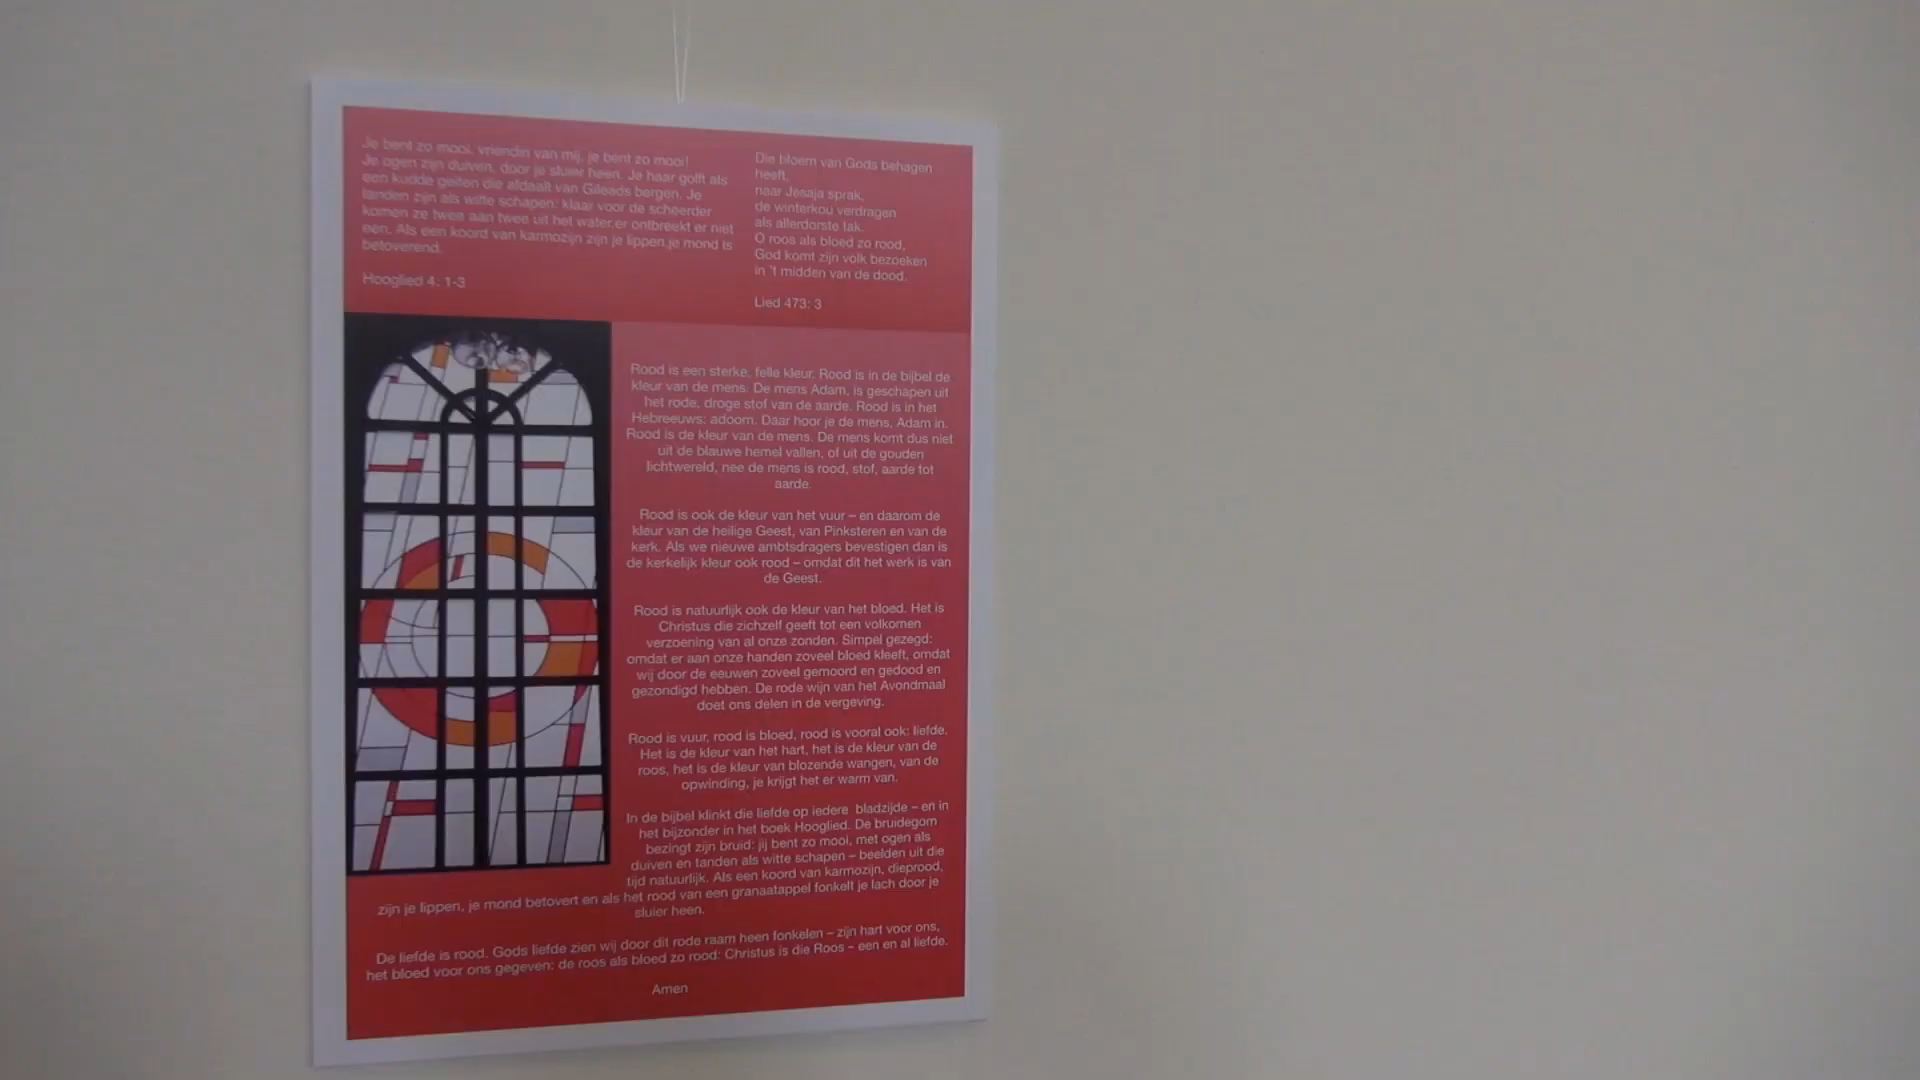 Je bent zo mooi, vriendin van mij, je bent zo mooi!
Je ogen zijn duiven, door je sluier heen. Je haar golft als
een kudde geiten die afdaalt van Gileads bergen. Je
tanden zijn als witte schapen: klaar voor de scheerder
komen ze twee aan twee uit het water,er ontbreekt er niet
een. Als een koord van karmozijn zijn je lippen,je mond is
betoverend.
Hooglied 4: 1-3
Die bloem van Gods behagen
heeft,
naar Jesaja sprak,
de winterkou verdragen
als allerdorste tak.
O roos als bloed zo rood,
God komt zijn volk bezoeken
in 't midden van de dood.
Lied 473: 3
Rood is een sterke, felle kleur. Rood is in de bijbel de
kleur van de mens. De mens Adam, is geschapen uit
het rode, droge stof van de aarde. Rood is in het
Hebreeuws: adoom. Daar hoor je de mens, Adam in.
Rood is de kleur van de mens. De mens komt dus niet
uit de blauwe hemel vallen, of uit de gouden
lichtwereld, nee de mens is rood, stof, aarde tot
aarde.
Rood is ook de kleur van het vuur – en daarom de
kleur van de heilige Geest, van Pinksteren en van de
kerk. Als we nieuwe ambtsdragers bevestigen dan is
de kerkelijk kleur ook rood – omdat dit het werk is van
de Geest.
Rood is natuurlijk ook de kleur van het bloed. Het is
Christus die zichzelf geeft tot een volkomen
verzoening van al onze zonden. Simpel gezegd:
omdat er aan onze handen zoveel bloed kleeft, omdat
wij door de eeuwen zoveel gemoord en gedood en
gezondigd hebben. De rode wijn van het Avondmaal
doet ons delen in de vergeving.
Rood is vuur, rood is bloed, rood is vooral ook: liefde.
Het is de kleur van het hart, het is de kleur van de
roos, het is de kleur van blozende wangen, van de
opwinding, je krijgt het er warm van.
In de bijbel klinkt die liefde op iedere bladzijde – en in
het bijzonder in het boek Hooglied. De bruidegom
bezingt zijn bruid: jij bent zo mooi, met ogen als
duiven en tanden als witte schapen – beelden uit die
tijd natuurlijk. Als een koord van karmozijn, dieprood,
zijn je lippen, je mond betovert en als het rood van een granaatappel fonkelt je lach door je
sluier heen.
De liefde is rood. Gods liefde zien wij door dit rode raam heen fonkelen – zijn hart voor ons,
het bloed voor ons gegeven: de roos als bloed zo rood: Christus is die Roos – een en al liefde.
Amen